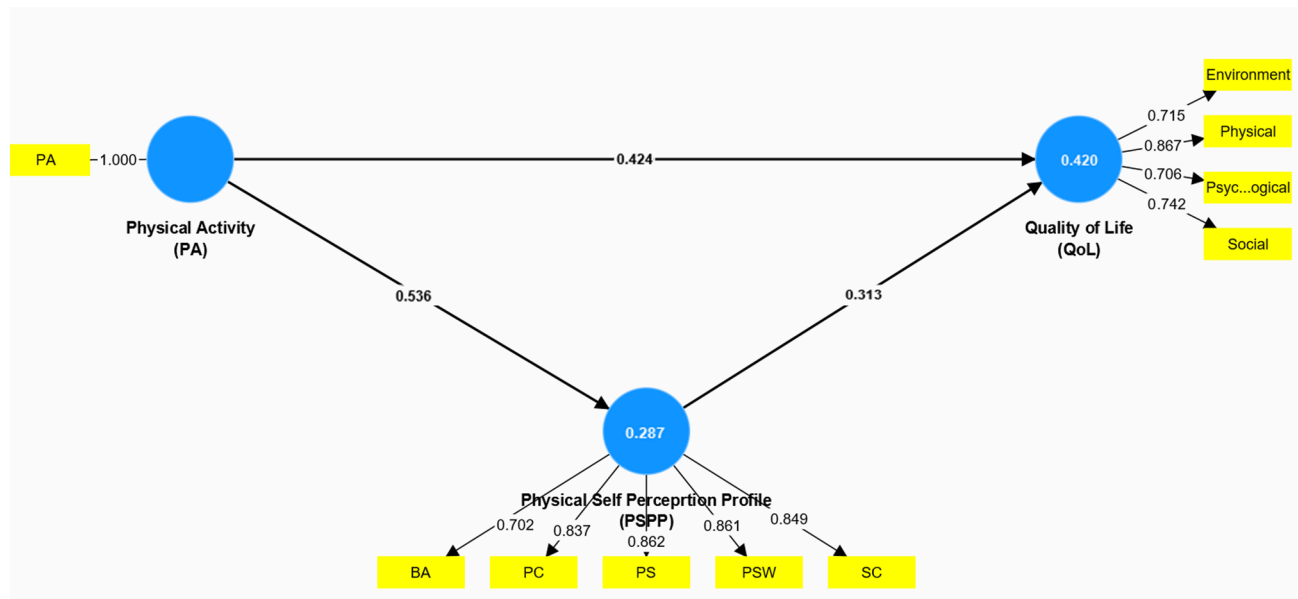 Environment
0.715
Physical
0.867
PA
1.000
0.424
0.420
0.706
Psyc...ogical
0.742
Physical Activity
(PA)
Quality of Life
(QoL)
Social
0.536
0.313
0.287
Physical Self Perceprtion Profile
(PSPP)
0.702
0.837
0.862
0.861
0.849
BA
PC
PS
PSW
SC